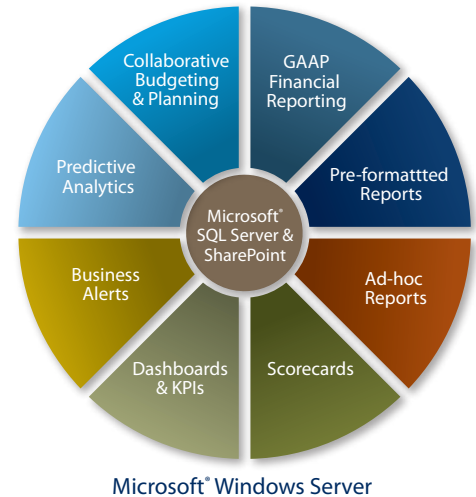 Collaborative
Budgeting
& Planning
GAAP
Financial
Reporting
Predictive
Analytics
Pre-formattted
Reports
Microsoft®
SQL Server &
SharePoint
Business
Alerts
Ad-hoc
Reports
Dashboards
& KPIs
Scorecards
Microsoft® Windows Server